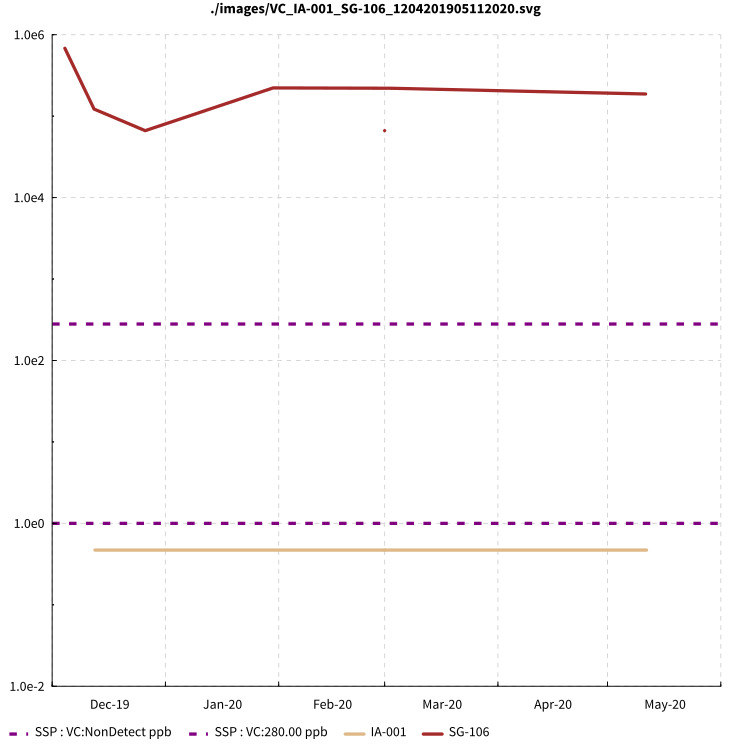 ./images/VC_IA-001_SG-106_1204201905112020.svg
1.0e6
1.0e4
1.0e2
1.0e0
1.0e-2
Dec-19 Jan-20 Feb-20 Mar-20 Apr-20 May-20
SSP : VC:NonDetect ppb SSP : VC:280.00 ppb IA-001 SG-106